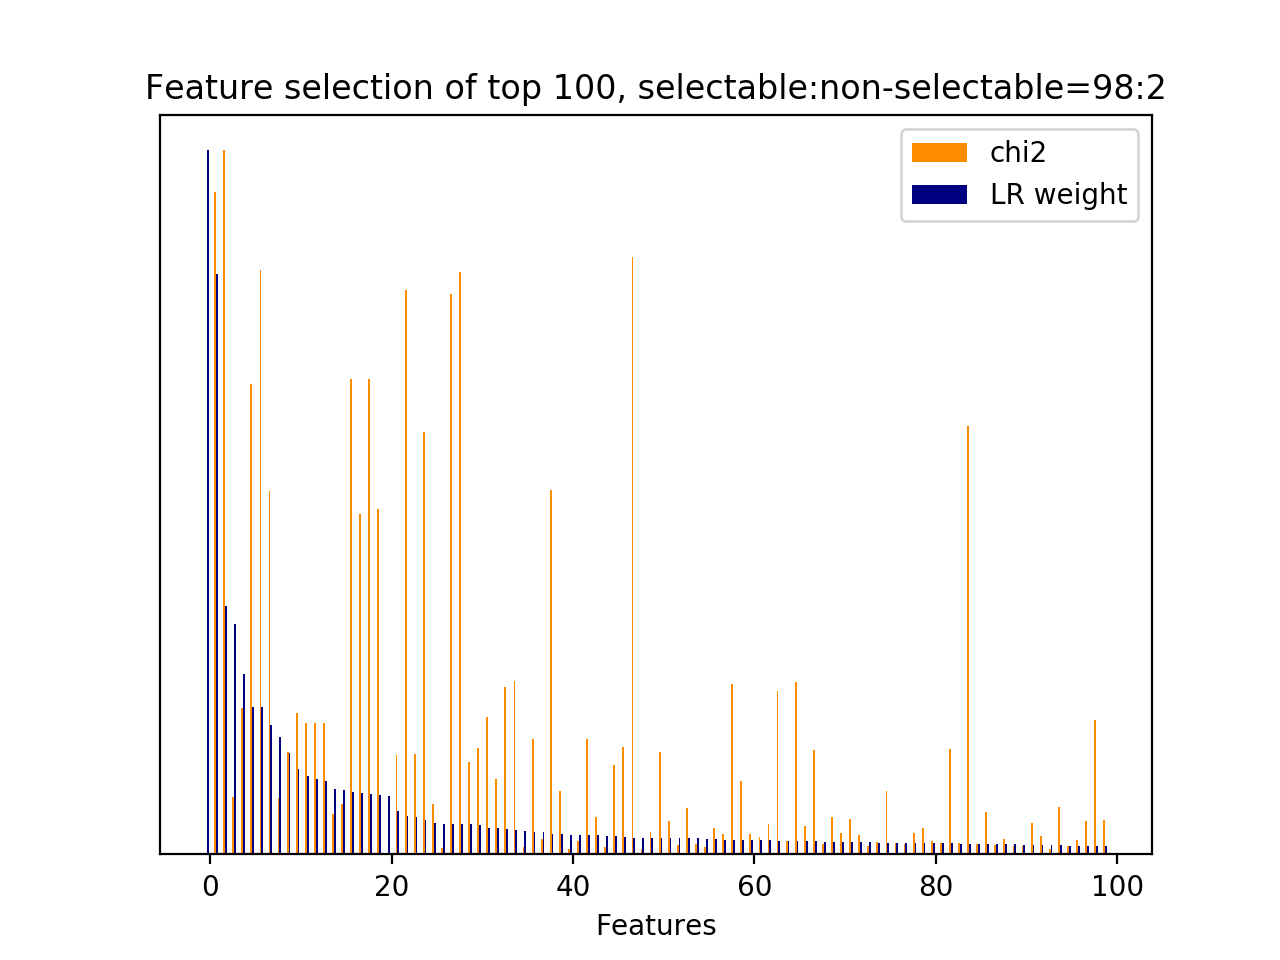 Feature selection of top 100, selectable:non-selectable=98:2
chi2
LR weight
0 20 40 60 80 100
Features